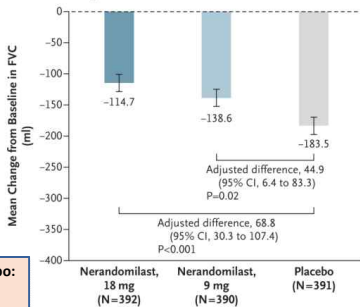 Mean Change from Baseline in FVC
(ml)
0
−50
−100
−150
−200
−250
−300
−350
−400
−114.7
−138.6
−183.5
Adjusted difference, 44.9
(95% CI, 6.4 to 83.3)
P=0.02
Adjusted difference, 68.8
(95% CI, 30.3 to 107.4)
P<0.001
Nerandomilast,
18 mg
(N=392)
Nerandomilast,
9 mg
(N=390)
Placebo
(N=391)